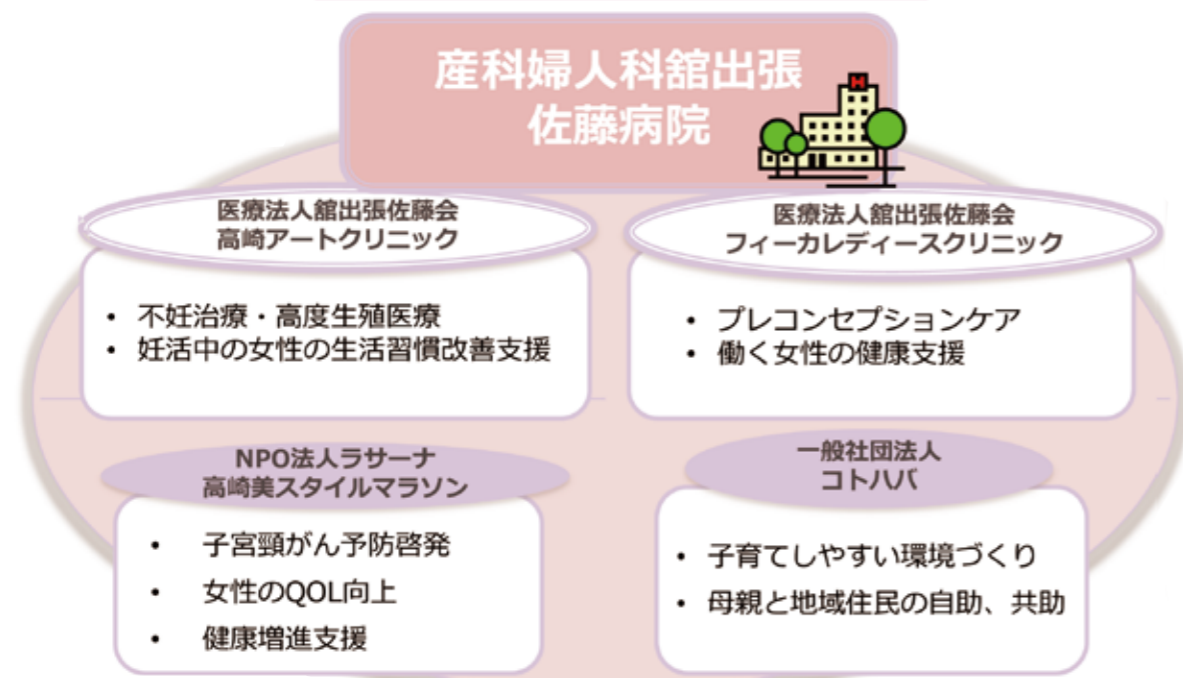 産科婦人科舘出張
佐藤病院
H
医療法人舘出張佐藤会
高崎アートクリニック
• 不妊治療・高度生殖医療
• 妊活中の女性の生活習慣改善支援
医療法人舘出張佐藤会
フィーカレディースクリニック
• プレコンセプションケア
• 働く女性の健康支援
NPO法人ラサーナ
高崎美スタイルマラソン
• 子宮頸がん予防啓発
• 女性のQOL向上
• 健康増進支援
一般社団法人
コトハバ
• 子育てしやすい環境づくり
• 母親と地域住民の自助、共助